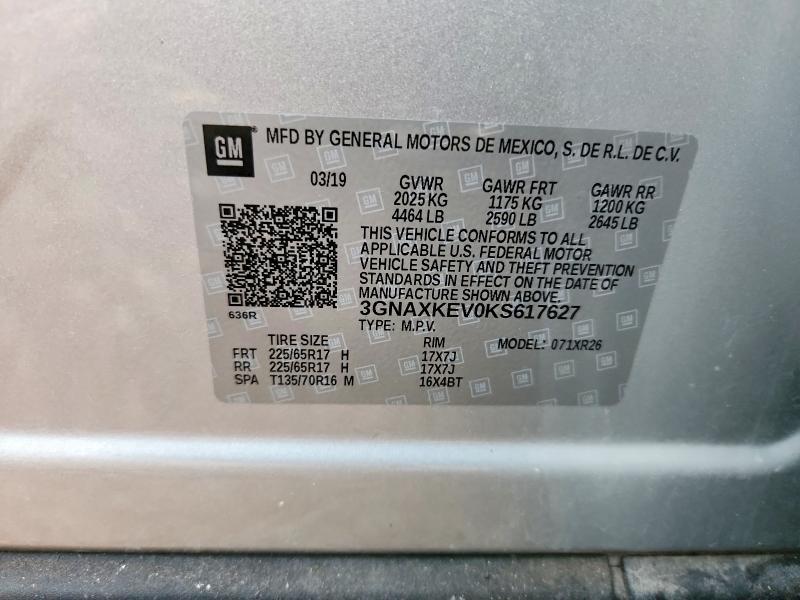 GM MFD BY GENERAL MOTORS DE MEXICO, S. DE R.L. DE C.V.
03/19 GVWR GAWR FRT GAWR RR
2025 KG 1175 KG 1200 KG
4464 LB 2590 LB 2645 LB
THIS VEHICLE CONFORMS TO ALL
APPLICABLE U.S. FEDERAL MOTOR
VEHICLE SAFETY AND THEFT PREVENTION
STANDARDS IN EFFECT ON THE DATE OF
MANUFACTURE SHOWN ABOVE.
636R 3GNAXKEV0KS617627
TYPE: M.P.V.
TIRE SIZE RIM MODEL: 071XR26
FRT 225/65R17 H 17X7J
RR 225/65R17 H 17X7J
SPA T135/70R16 M 16X4BT